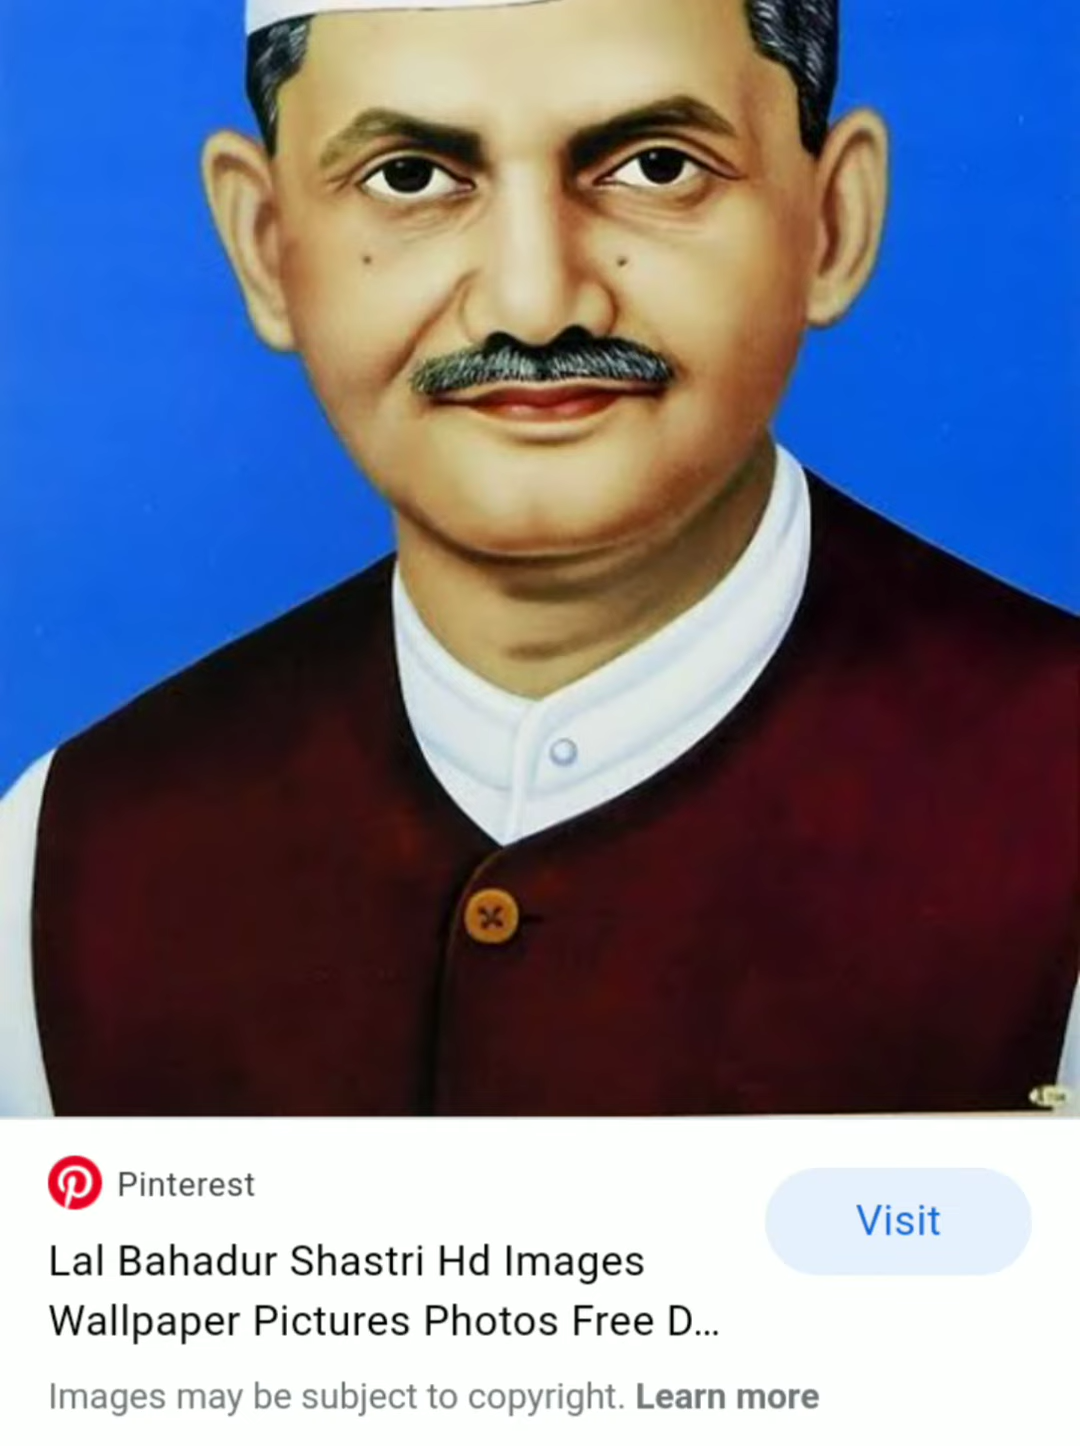 Pinterest
Visit
Lal Bahadur Shastri Hd Images
Wallpaper Pictures Photos Free D...
Images may be subject to copyright. Learn more